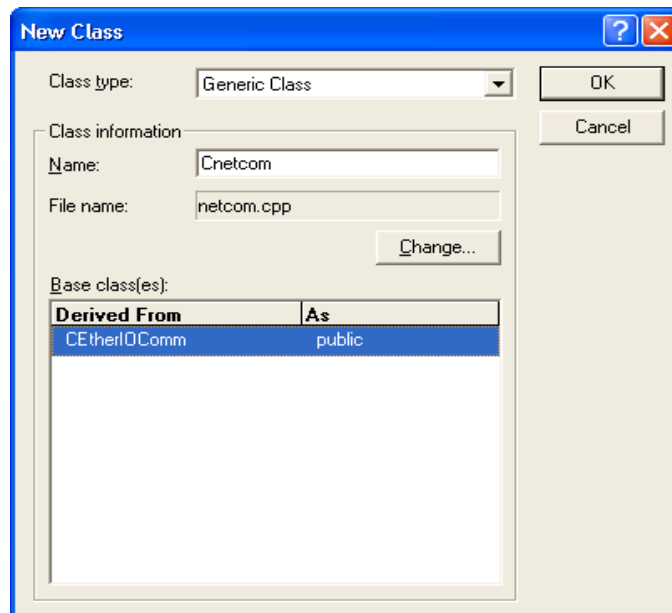 New Class
Class type: Generic Class
OK
Class information
Cancel
Name: Cnetcom
File name: netcom.cpp
Change...
Base class(es):
Derived From As
CEtherIOComm public